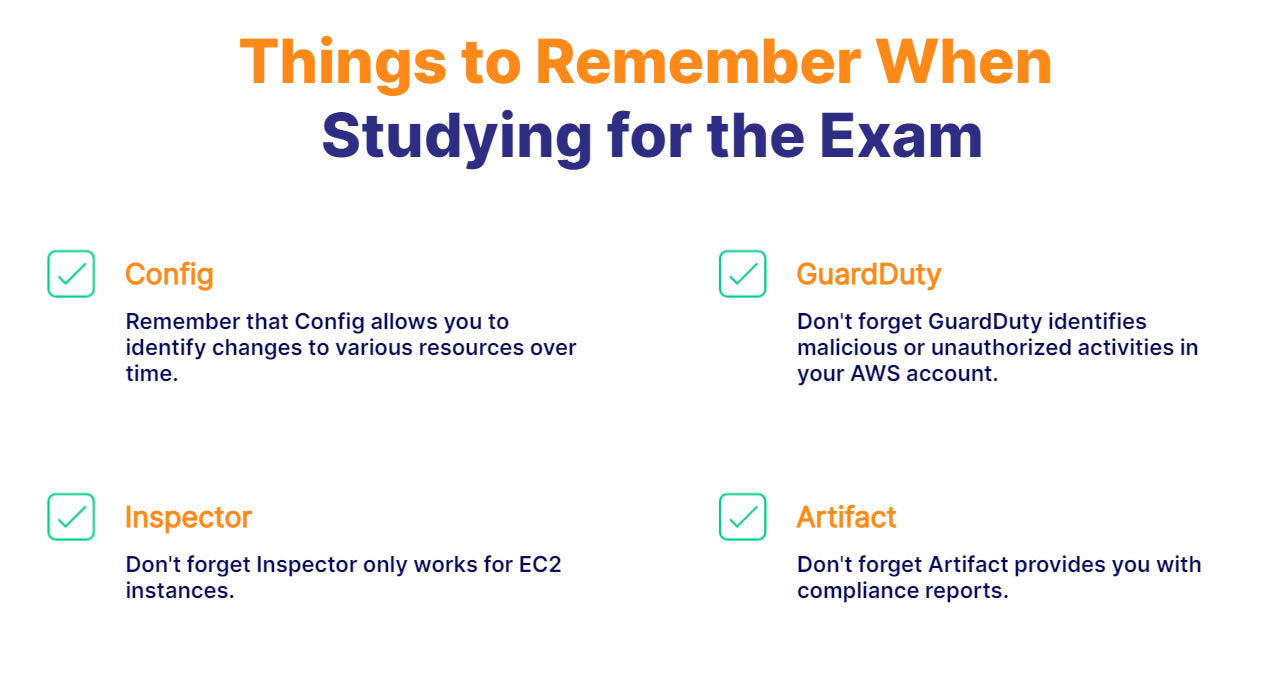 Things to Remember When
Studying for the Exam
Config
Remember that Config allows you to
identify changes to various resources over
time.
GuardDuty
Don't forget GuardDuty identifies
malicious or unauthorized activities in
your AWS account.
Inspector
Don't forget Inspector only works for EC2
instances.
Artifact
Don't forget Artifact provides you with
compliance reports.